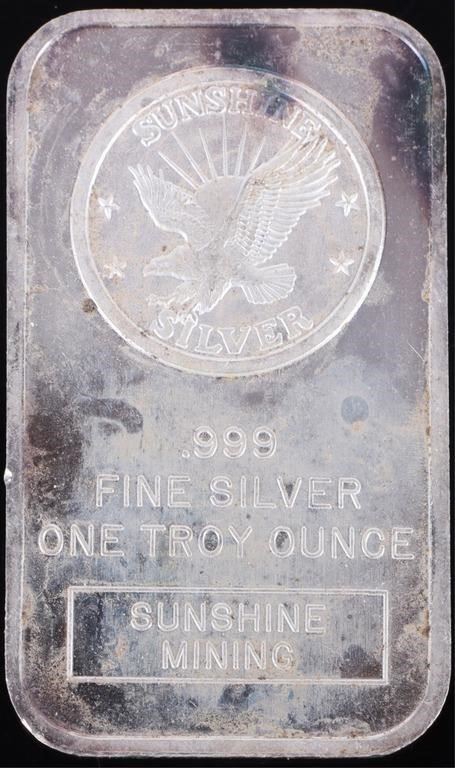 SUNSHINE
SILVER
.999
FINE SILVER
ONE TROY OUNCE
SUNSHINE
MINING